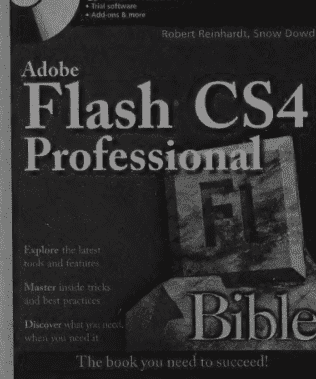 • Trial software
• Add-ons & more
Robert Reinhardt, Snow Dowd
Adobe
Flash CS4
Professional
Fl
Explore the latest
tools and features
Master inside tricks
and best practices
Discover what you need,
when you need it
Bible
The book you need to succeed!